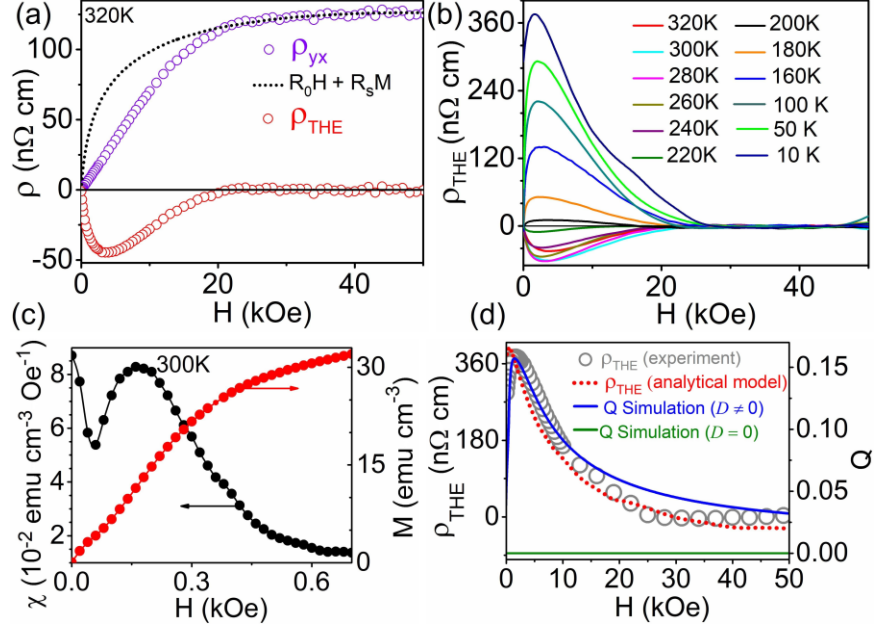 (a)
320K
ρyx
R₀H + RₛM
ρTHE
ρ (nΩ cm)
100
50
0
-50
0 20 40
H (kOe)
(b)
320K 200K
300K 180K
280K 160K
260K 100 K
240K 50 K
220K 10 K
ρTHE (nΩ cm)
360
240
120
0
0 20 40
H (kOe)
(c)
300K
χ (10⁻² emu cm⁻³ Oe⁻¹)
8
6
4
2
M (emu cm⁻³)
30
15
0
0.0 0.3 0.6
H (kOe)
(d)
ρTHE (experiment)
ρTHE (analytical model)
Q Simulation (D ≠ 0)
Q Simulation (D = 0)
ρTHE (nΩ cm)
360
180
0
Q
0.15
0.10
0.05
0.00
0 10 20 30 40 50
H (kOe)